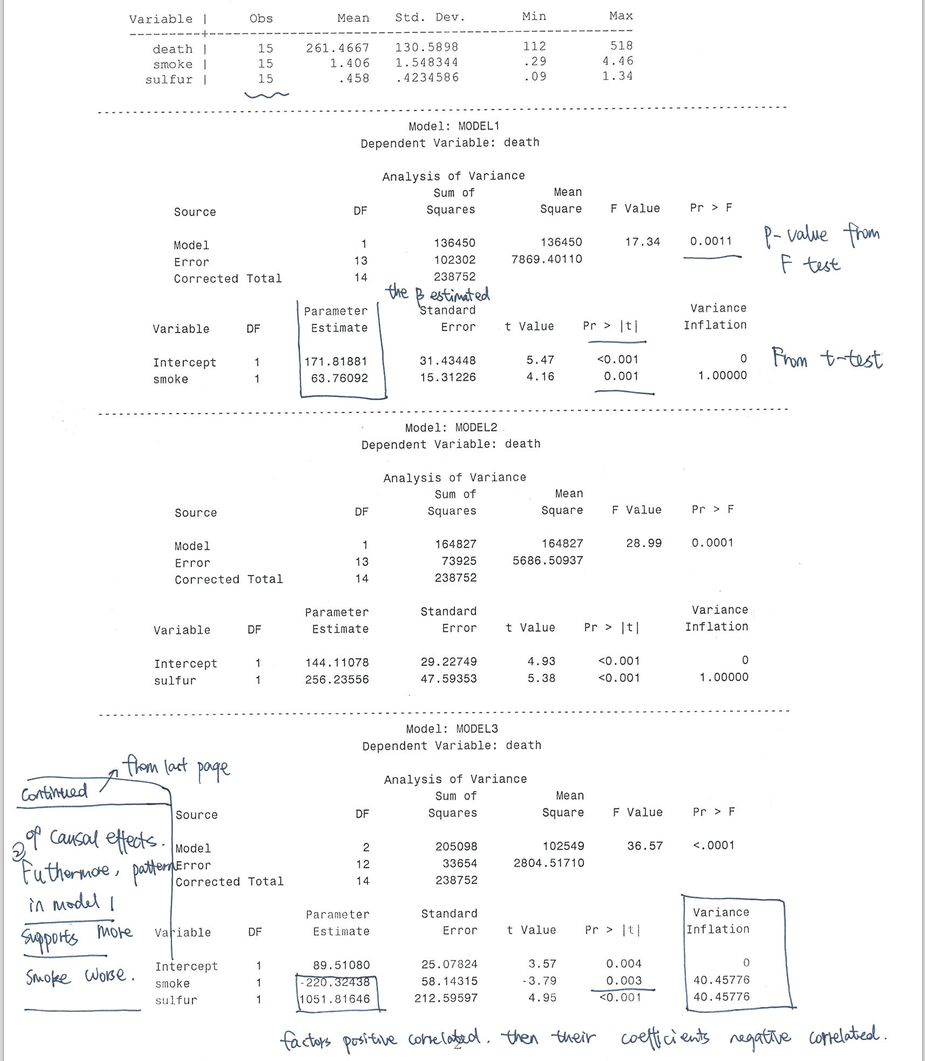 Variable | Obs Mean Std. Dev. Min Max
death | 15 261.4667 130.5898 112 518
smoke | 15 1.406 1.548344 .29 4.46
sulfur | 15 .458 .4234586 .09 1.34
Model: MODEL1
Dependent Variable: death
Analysis of Variance
Sum of Mean
Source DF Squares Square F Value Pr > F
Model 1 136450 136450 17.34 0.0011
Error 13 102302 7869.40110
Corrected Total 14 238752
P-value from
F test
the β estimated
Parameter Standard Variance
Variable DF Estimate Error t Value Pr > |t| Inflation
Intercept 1 171.81881 31.43448 5.47 <0.001 0
smoke 1 63.76092 15.31226 4.16 0.001 1.00000
From t-test
Model: MODEL2
Dependent Variable: death
Analysis of Variance
Sum of Mean
Source DF Squares Square F Value Pr > F
Model 1 164827 164827 28.99 0.0001
Error 13 73925 5686.50937
Corrected Total 14 238752
Parameter Standard Variance
Variable DF Estimate Error t Value Pr > |t| Inflation
Intercept 1 144.11078 29.22749 4.93 <0.001 0
sulfur 1 256.23556 47.59353 5.38 <0.001 1.00000
Model: MODEL3
Dependent Variable: death
from last page
continued
② of causal effects.
Futhermore, pattern
in model 1
supports more
smoke worse.
Analysis of Variance
Sum of Mean
Source DF Squares Square F Value Pr > F
Model 2 205098 102549 36.57 <.0001
Error 12 33654 2804.51710
Corrected Total 14 238752
Parameter Standard Variance
Variable DF Estimate Error t Value Pr > |t| Inflation
Intercept 1 89.51080 25.07824 3.57 0.004 0
smoke 1 -220.32438 58.14315 -3.79 0.003 40.45776
sulfur 1 1051.81646 212.59597 4.95 <0.001 40.45776
factors positive correlated. then their coefficients negative correlated.